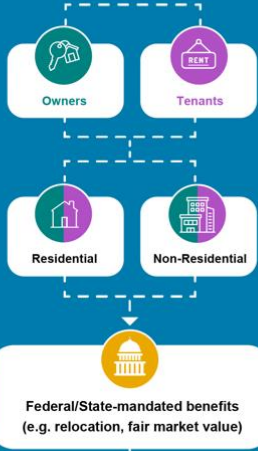 RENT
Owners
Tenants
Residential
Non-Residential
Federal/State-mandated benefits
(e.g. relocation, fair market value)